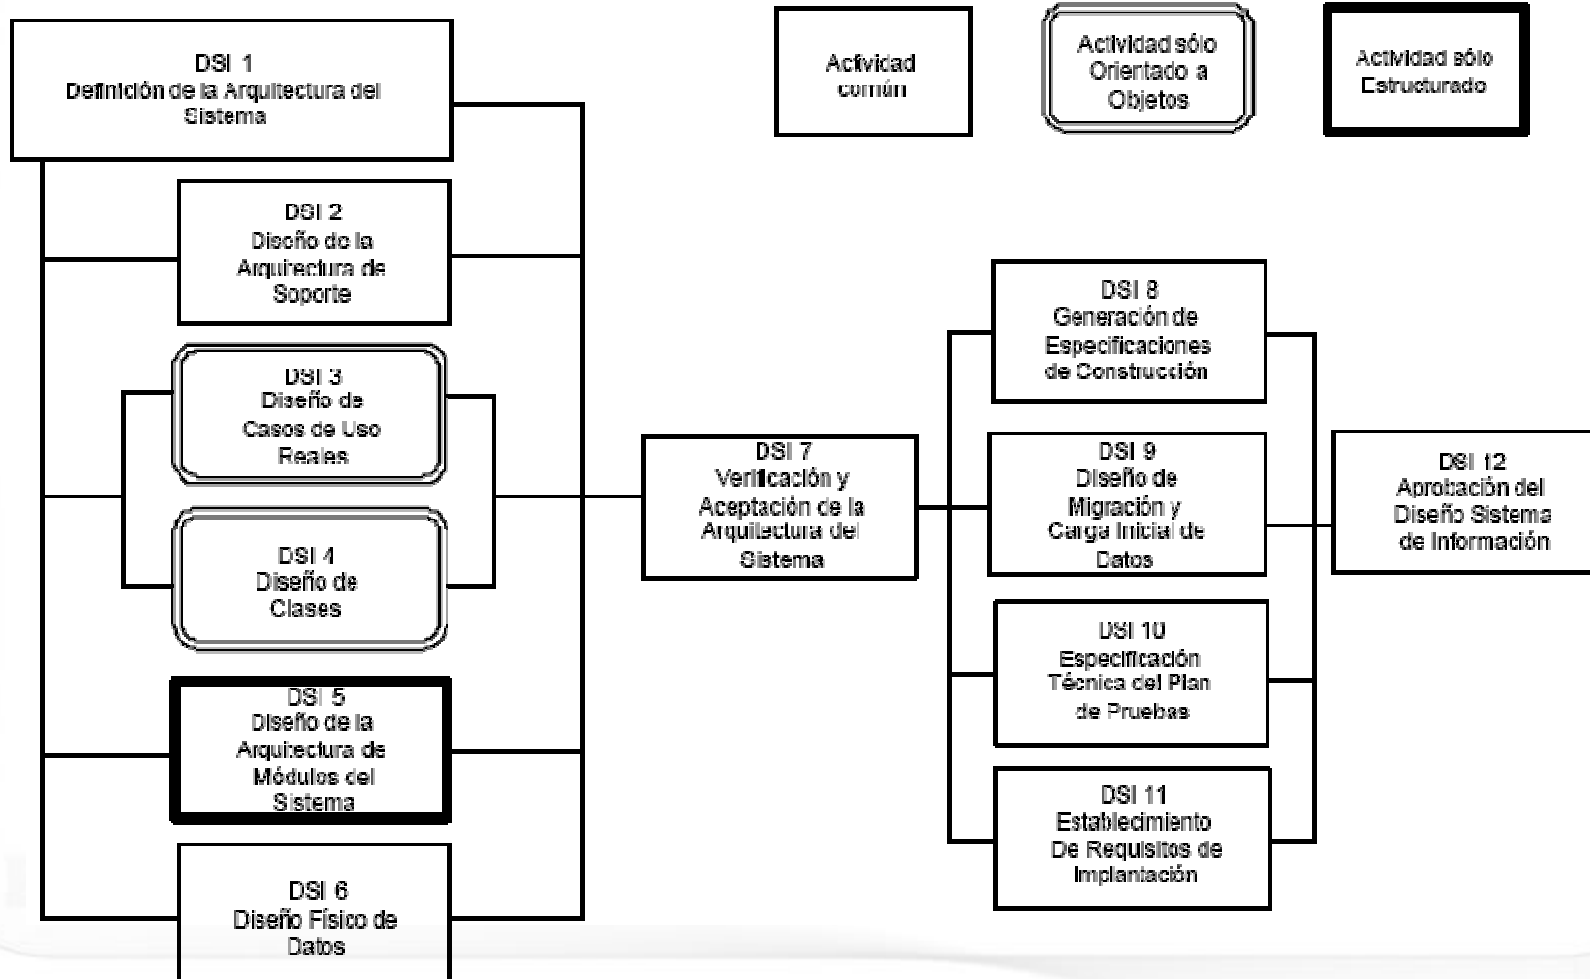 DSI 1
Definición de la Arquitectura del
Sistema
Actividad
común
Actividad sólo
Orientado a
Objetos
Actividad sólo
Estructurado
DSI 2
Diseño de la
Arquitectura de
Soporte
DSI 3
Diseño de
Casos de Uso
Reales
DSI 4
Diseño de
Clases
DSI 5
Diseño de la
Arquitectura de
Módulos del
Sistema
DSI 6
Diseño Físico de
Datos
DSI 7
Verificación y
Aceptación de la
Arquitectura del
Sistema
DSI 8
Generación de
Especificaciones
de Construcción
DSI 9
Diseño de
Migración y
Carga Inicial de
Datos
DSI 10
Especificación
Técnica del Plan
de Pruebas
DSI 11
Establecimiento
De Requisitos de
Implantación
DSI 12
Aprobación del
Diseño Sistema
de Información